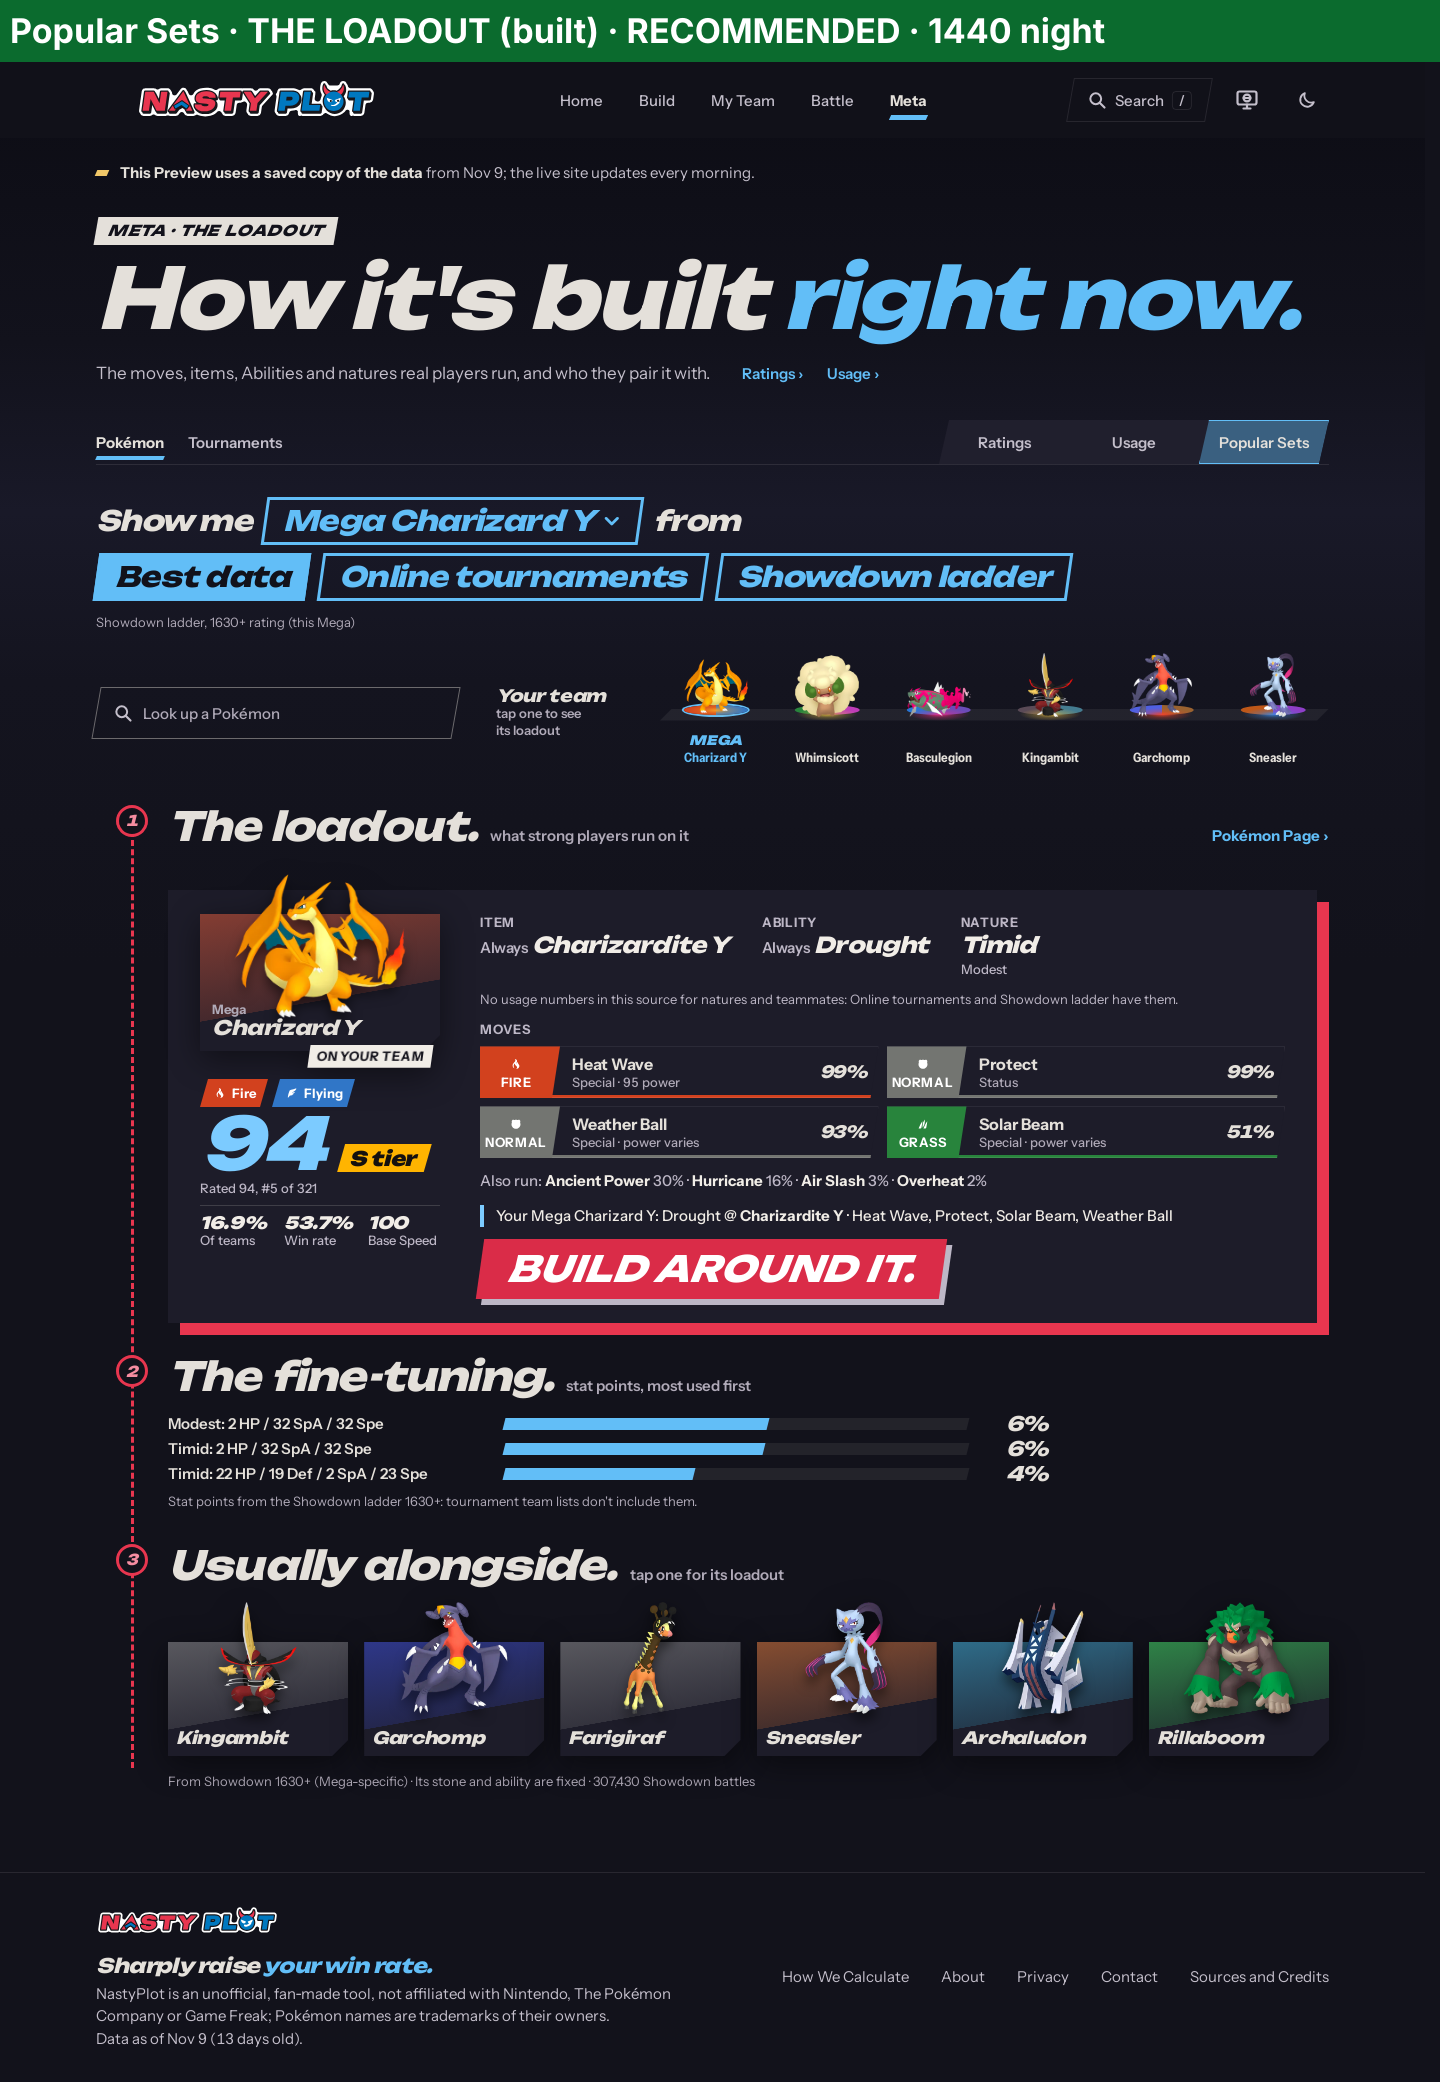 Popular Sets · THE LOADOUT (built) · RECOMMENDED · 1440 night
NASTY PLOT
Home Build My Team Battle Meta
Search /
This Preview uses a saved copy of the data from Nov 9; the live site updates every morning.
META · THE LOADOUT
How it's built right now.
The moves, items, Abilities and natures real players run, and who they pair it with. Ratings › Usage ›
Pokémon Tournaments
Ratings Usage Popular Sets
Show me Mega Charizard Y from
Best data Online tournaments Showdown ladder
Showdown ladder, 1630+ rating (this Mega)
Look up a Pokémon
Your team
tap one to see
its loadout
MEGA
Charizard Y Whimsicott Basculegion Kingambit Garchomp Sneasler
1 The loadout. what strong players run on it Pokémon Page ›
Mega
Charizard Y
ON YOUR TEAM
Fire Flying
94 S tier
Rated 94, #5 of 321
16.9% 53.7% 100
Of teams Win rate Base Speed
ITEM ABILITY NATURE
Always Charizardite Y Always Drought Timid
Modest
No usage numbers in this source for natures and teammates: Online tournaments and Showdown ladder have them.
MOVES
FIRE Heat Wave Special · 95 power 99%
NORMAL Protect Status 99%
NORMAL Weather Ball Special · power varies 93%
GRASS Solar Beam Special · power varies 51%
Also run: Ancient Power 30% · Hurricane 16% · Air Slash 3% · Overheat 2%
Your Mega Charizard Y: Drought @ Charizardite Y · Heat Wave, Protect, Solar Beam, Weather Ball
BUILD AROUND IT.
2 The fine-tuning. stat points, most used first
Modest: 2 HP / 32 SpA / 32 Spe 6%
Timid: 2 HP / 32 SpA / 32 Spe 6%
Timid: 22 HP / 19 Def / 2 SpA / 23 Spe 4%
Stat points from the Showdown ladder 1630+: tournament team lists don't include them.
3 Usually alongside. tap one for its loadout
Kingambit Garchomp Farigiraf Sneasler Archaludon Rillaboom
From Showdown 1630+ (Mega-specific) · Its stone and ability are fixed · 307,430 Showdown battles
NASTY PLOT
Sharply raise your win rate.
NastyPlot is an unofficial, fan-made tool, not affiliated with Nintendo, The Pokémon
Company or Game Freak; Pokémon names are trademarks of their owners.
Data as of Nov 9 (13 days old).
How We Calculate About Privacy Contact Sources and Credits